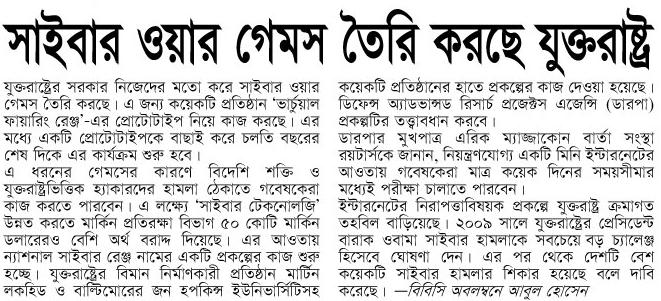 সাইবার ওয়ার গেমস তৈরি করছে যুক্তরাষ্ট্র
যুক্তরাষ্ট্রের সরকার নিজেদের মতো করে সাইবার ওয়ার
গেমস তৈরি করছে। এ জন্য কয়েকটি প্রতিষ্ঠান ‘ভার্চুয়াল
ফায়ারিং রেঞ্জ’-এর প্রোটোটাইপ নিয়ে কাজ করছে। এর
মধ্যে একটি প্রোটোটাইপকে বাছাই করে চলতি বছরের
শেষ দিকে এর কার্যক্রম শুরু হবে।
এ ধরনের গেমসের কারণে বিদেশি শক্তি ও
যুক্তরাষ্ট্রভিত্তিক হ্যাকারদের হামলা ঠেকাতে গবেষকেরা
কাজ করতে পারবেন। এ লক্ষ্যে ‘সাইবার টেকনোলজি’
উন্নত করতে মার্কিন প্রতিরক্ষা বিভাগ ৫০ কোটি মার্কিন
ডলারেরও বেশি অর্থ বরাদ্দ দিয়েছে। এর আওতায়
ন্যাশনাল সাইবার রেঞ্জ নামের একটি প্রকল্পের কাজ শুরু
হচ্ছে। যুক্তরাষ্ট্রের বিমান নির্মাণকারী প্রতিষ্ঠান মার্টিন
লকহিড ও বাল্টিমোরের জন হপকিন্স ইউনিভার্সিটিসহ
কয়েকটি প্রতিষ্ঠানের হাতে প্রকল্পের কাজ দেওয়া হয়েছে।
ডিফেন্স অ্যাডভান্সড রিসার্চ প্রজেক্টস এজেন্সি (ডারপা)
প্রকল্পটির তত্ত্বাবধান করবে।
ডারপার মুখপাত্র এরিক ম্যাজ্জাকোন বার্তা সংস্থা
রয়টার্সকে জানান, নিয়ন্ত্রণযোগ্য একটি মিনি ইন্টারনেটের
আওতায় গবেষকেরা মাত্র কয়েক দিনের সময়সীমার
মধ্যেই পরীক্ষা চালাতে পারবেন।
ইন্টারনেটের নিরাপত্তাবিষয়ক প্রকল্পে যুক্তরাষ্ট্র ক্রমাগত
তহবিল বাড়িয়েছে। ২০০৯ সালে যুক্তরাষ্ট্রের প্রেসিডেন্ট
বারাক ওবামা সাইবার হামলাকে সবচেয়ে বড় চ্যালেঞ্জ
হিসেবে ঘোষণা দেন। এর পর থেকে দেশটি বেশ
কয়েকটি সাইবার হামলার শিকার হয়েছে বলে দাবি
করেছে। —বিবিসি অবলম্বনে আবুল হোসেন